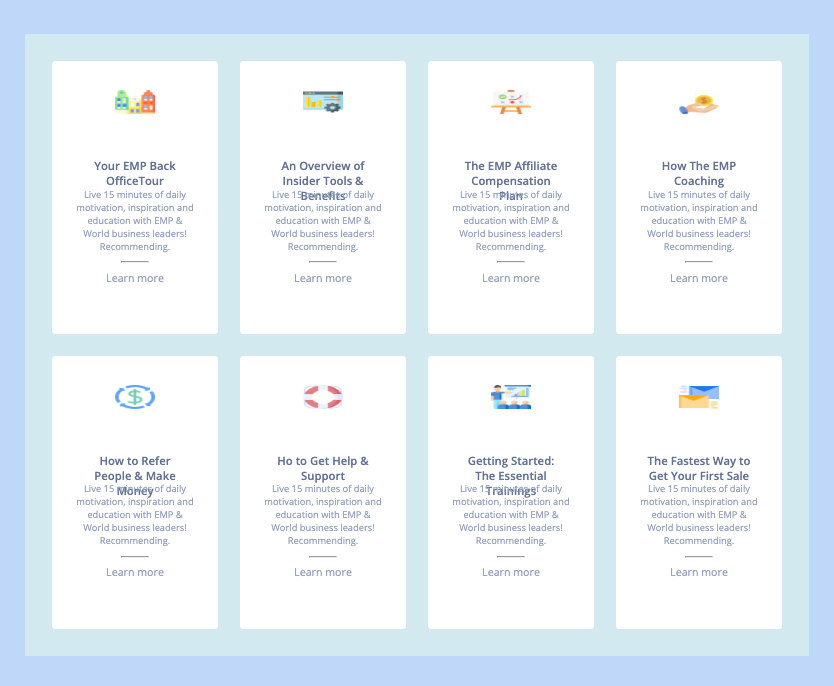 Your EMP Back
OfficeTour
Live 15 minutes of daily
motivation, inspiration and
education with EMP &
World business leaders!
Recommending.
Learn more
An Overview of
Insider Tools &
Benefits
Live 15 minutes of daily
motivation, inspiration and
education with EMP &
World business leaders!
Recommending.
Learn more
The EMP Affiliate
Compensation
Plan
Live 15 minutes of daily
motivation, inspiration and
education with EMP &
World business leaders!
Recommending.
Learn more
How The EMP
Coaching
Live 15 minutes of daily
motivation, inspiration and
education with EMP &
World business leaders!
Recommending.
Learn more
How to Refer
People & Make
Money
Live 15 minutes of daily
motivation, inspiration and
education with EMP &
World business leaders!
Recommending.
Learn more
Ho to Get Help &
Support
Live 15 minutes of daily
motivation, inspiration and
education with EMP &
World business leaders!
Recommending.
Learn more
Getting Started:
The Essential
Trainings
Live 15 minutes of daily
motivation, inspiration and
education with EMP &
World business leaders!
Recommending.
Learn more
The Fastest Way to
Get Your First Sale
Live 15 minutes of daily
motivation, inspiration and
education with EMP &
World business leaders!
Recommending.
Learn more